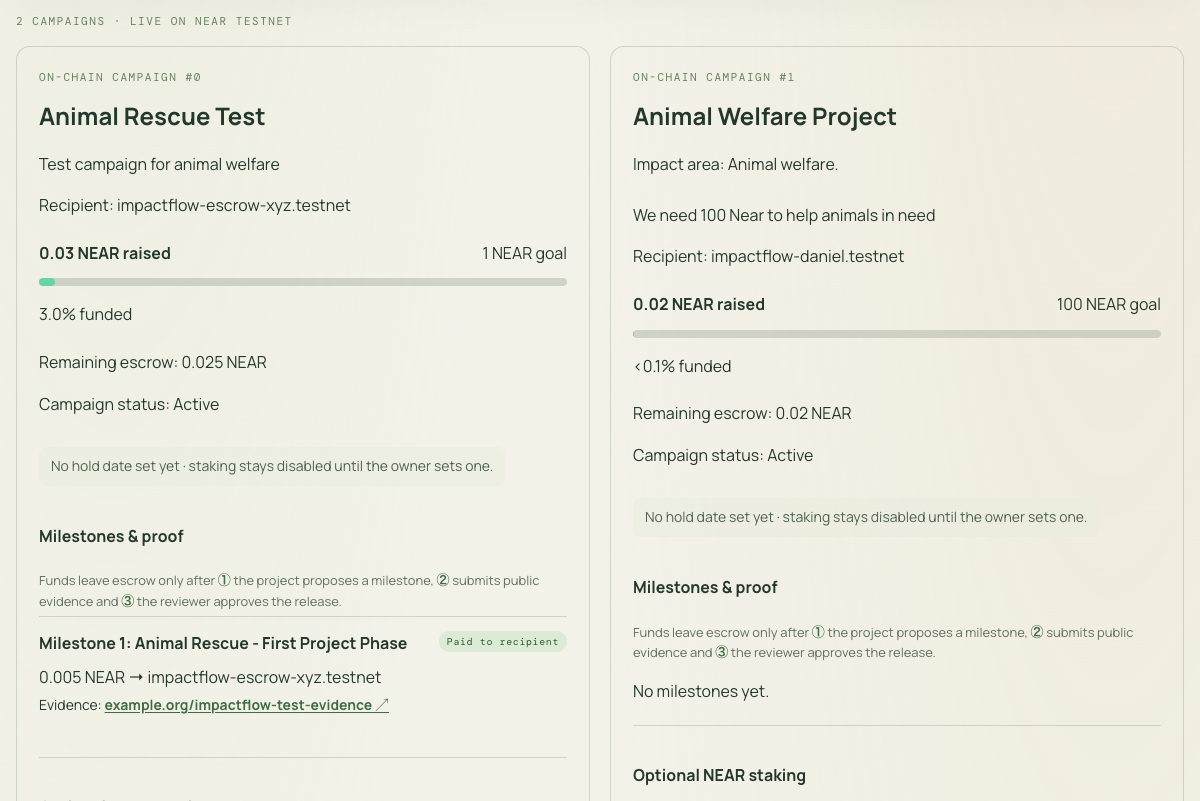 2 CAMPAIGNS · LIVE ON NEAR TESTNET
ON-CHAIN CAMPAIGN #0
Animal Rescue Test
Test campaign for animal welfare
Recipient: impactflow-escrow-xyz.testnet
0.03 NEAR raised 1 NEAR goal
3.0% funded
Remaining escrow: 0.025 NEAR
Campaign status: Active
No hold date set yet · staking stays disabled until the owner sets one.
Milestones & proof
Funds leave escrow only after ① the project proposes a milestone, ② submits public
evidence and ③ the reviewer approves the release.
Milestone 1: Animal Rescue - First Project Phase Paid to recipient
0.005 NEAR → impactflow-escrow-xyz.testnet
Evidence: example.org/impactflow-test-evidence ↗
ON-CHAIN CAMPAIGN #1
Animal Welfare Project
Impact area: Animal welfare.
We need 100 Near to help animals in need
Recipient: impactflow-daniel.testnet
0.02 NEAR raised 100 NEAR goal
<0.1% funded
Remaining escrow: 0.02 NEAR
Campaign status: Active
No hold date set yet · staking stays disabled until the owner sets one.
Milestones & proof
Funds leave escrow only after ① the project proposes a milestone, ② submits public
evidence and ③ the reviewer approves the release.
No milestones yet.
Optional NEAR staking